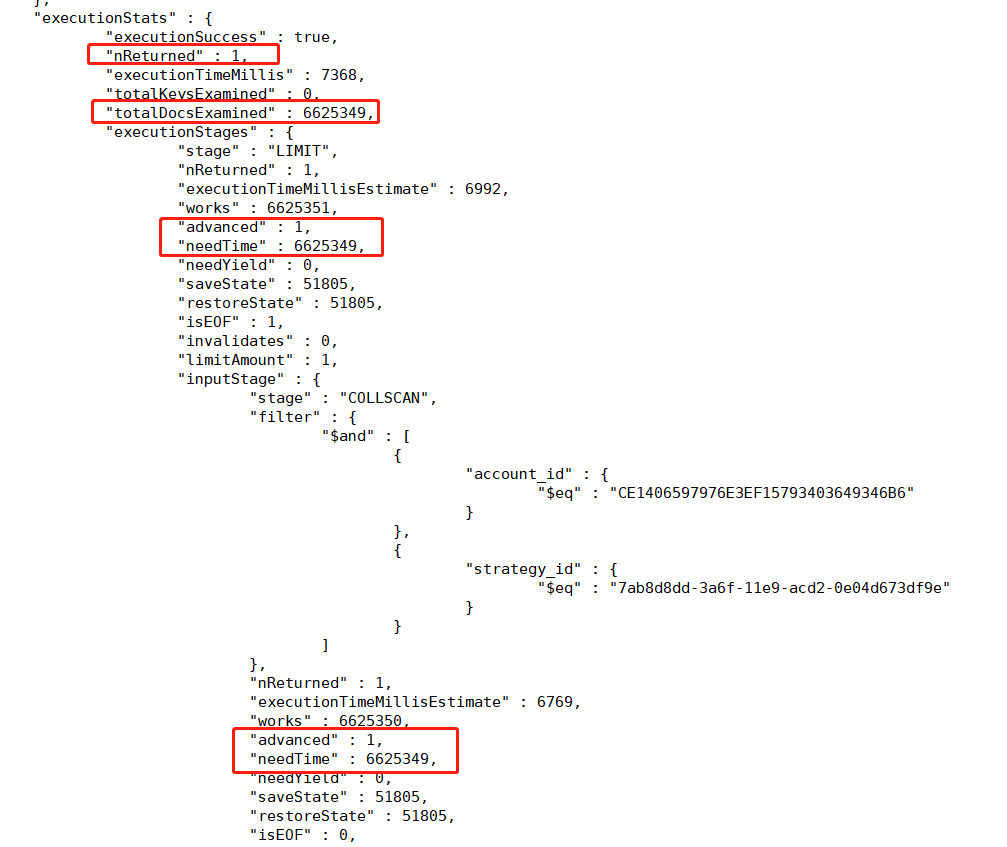 },
"executionStats" : {
"executionSuccess" : true,
"nReturned" : 1,
"executionTimeMillis" : 7368,
"totalKeysExamined" : 0,
"totalDocsExamined" : 6625349,
"executionStages" : {
"stage" : "LIMIT",
"nReturned" : 1,
"executionTimeMillisEstimate" : 6992,
"works" : 6625351,
"advanced" : 1,
"needTime" : 6625349,
"needYield" : 0,
"saveState" : 51805,
"restoreState" : 51805,
"isEOF" : 1,
"invalidates" : 0,
"limitAmount" : 1,
"inputStage" : {
"stage" : "COLLSCAN",
"filter" : {
"$and" : [
{
"account_id" : {
"$eq" : "CE1406597976E3EF15793403649346B6"
}
},
{
"strategy_id" : {
"$eq" : "7ab8d8dd-3a6f-11e9-acd2-0e04d673df9e"
}
}
]
},
"nReturned" : 1,
"executionTimeMillisEstimate" : 6769,
"works" : 6625350,
"advanced" : 1,
"needTime" : 6625349,
"needYield" : 0,
"saveState" : 51805,
"restoreState" : 51805,
"isEOF" : 0,